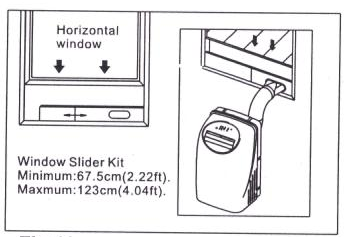 Horizontal
window
Window Slider Kit
Minimum:67.5cm(2.22ft).
Maxmum:123cm(4.04ft).